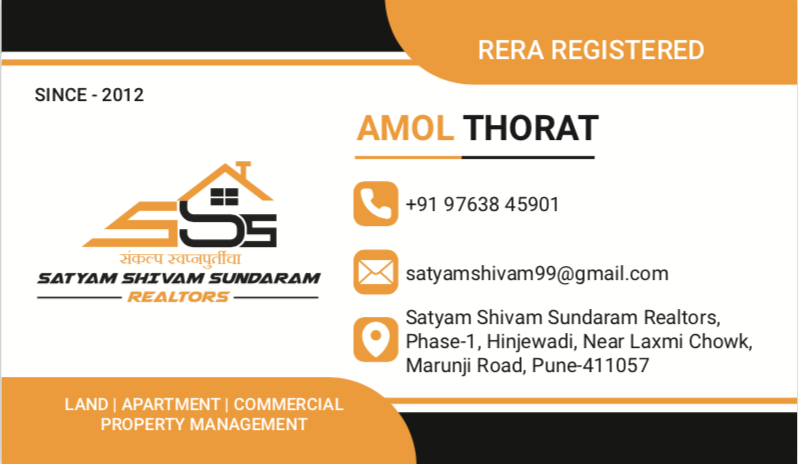 RERA REGISTERED
SINCE - 2012
AMOL THORAT
+91 97638 45901
satyamshivam99@gmail.com
Satyam Shivam Sundaram Realtors,
Phase-1, Hinjewadi, Near Laxmi Chowk,
Marunji Road, Pune-411057
SSS
संकल्प स्वप्नपुर्तीचा
SATYAM SHIVAM SUNDARAM
REALTORS
LAND | APARTMENT | COMMERCIAL
PROPERTY MANAGEMENT